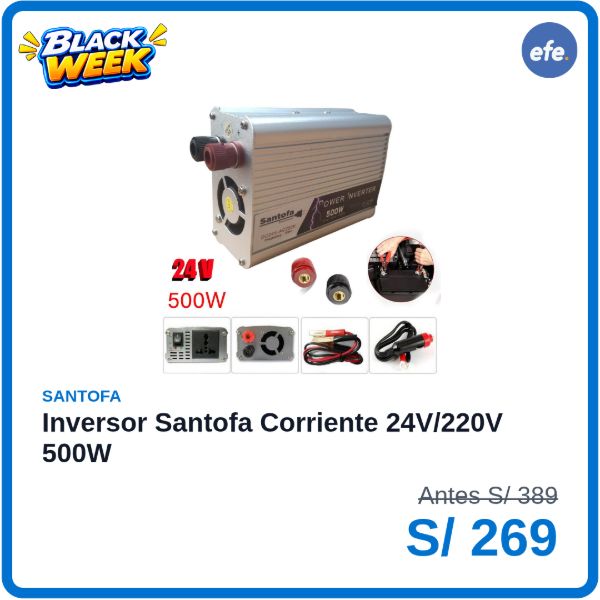 BLACK
WEEK
efe.
POWER INVERTER
500W
Santofa
24V
500W
SANTOFA
Inversor Santofa Corriente 24V/220V
500W
Antes S/ 389
S/ 269